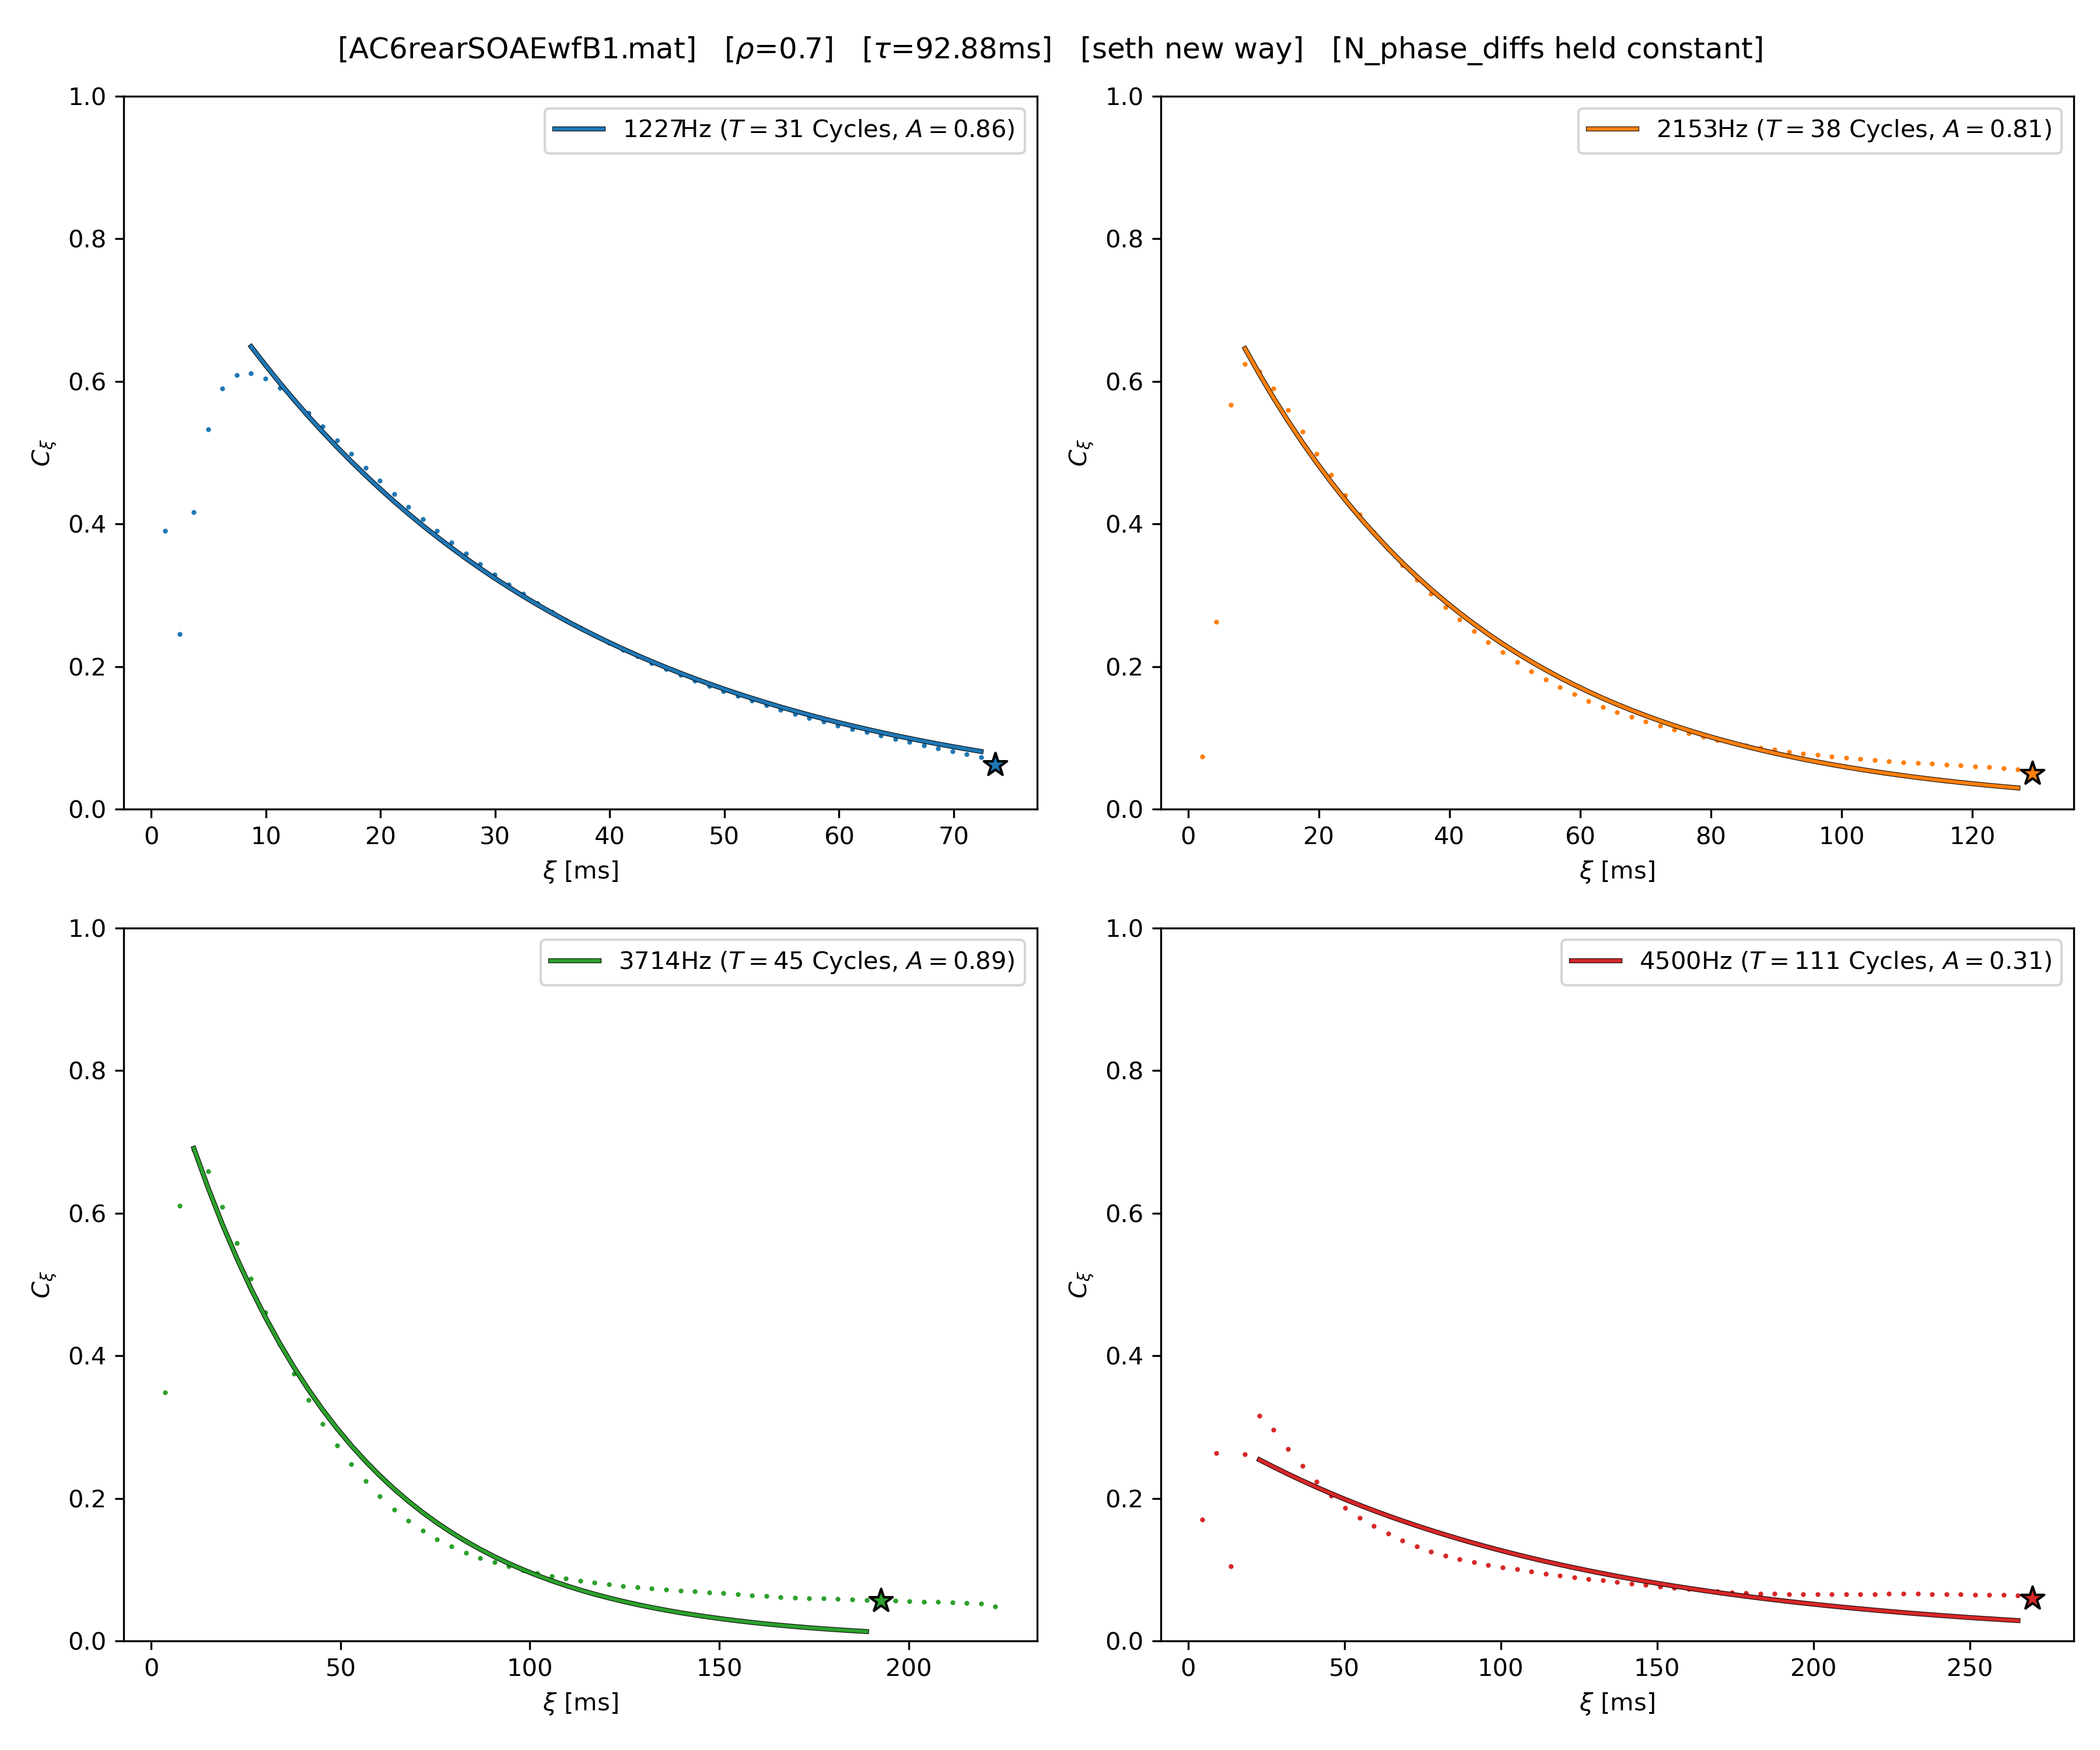 [AC6rearSOAEwfB1.mat]   [ρ=0.7]   [τ=92.88ms]   [seth new way]   [N_phase_diffs held constant]
1227Hz (T = 31 Cycles, A = 0.86)
1.0
0.8
0.6
0.4
0.2
0.0
Cξ
0 10 20 30 40 50 60 70
ξ [ms]
2153Hz (T = 38 Cycles, A = 0.81)
1.0
0.8
0.6
0.4
0.2
0.0
Cξ
0 20 40 60 80 100 120
ξ [ms]
3714Hz (T = 45 Cycles, A = 0.89)
1.0
0.8
0.6
0.4
0.2
0.0
Cξ
0 50 100 150 200
ξ [ms]
4500Hz (T = 111 Cycles, A = 0.31)
1.0
0.8
0.6
0.4
0.2
0.0
Cξ
0 50 100 150 200 250
ξ [ms]